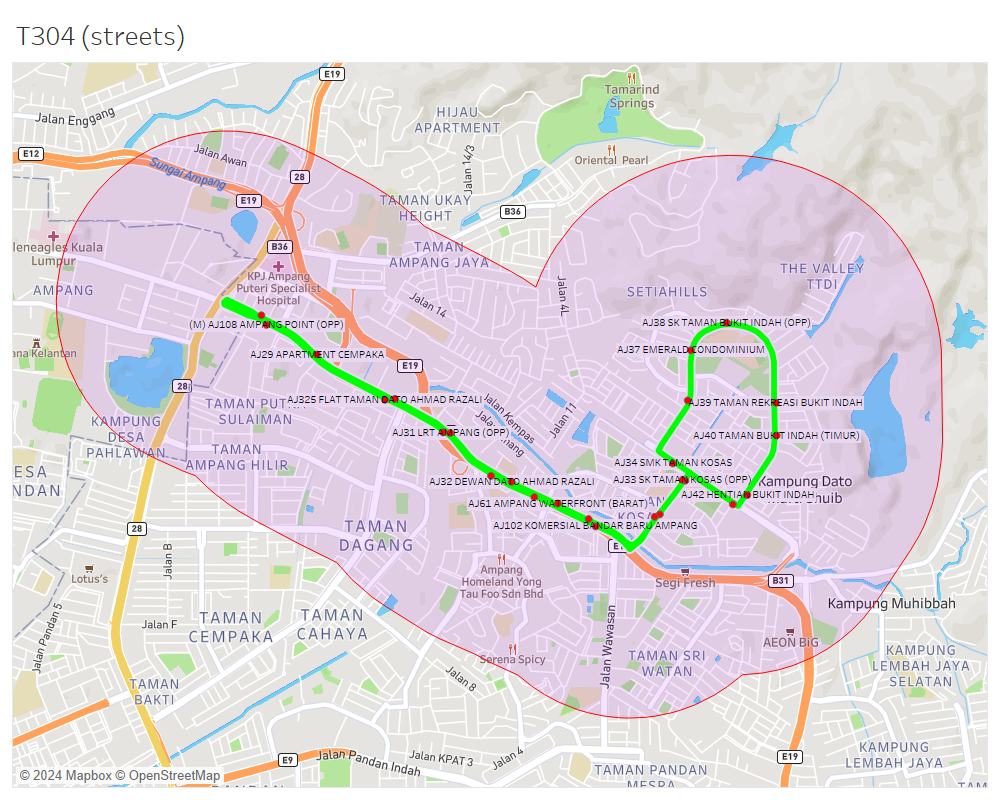 T304 (streets)
E19
Tamarind
Springs
HIJAU
APARTMENT
Jalan Enggang
E12
Jalan Awan
Oriental Pearl
Jalan 14/3
Sungai Ampang
28
E19
TAMAN UKAY
HEIGHT
B36
leneagles Kuala
Lumpur
B36
TAMAN
AMPANG JAYA
KPJ Ampang
Puteri Specialist
Hospital
THE VALLEY
TTDI
AMPANG
Jalan 14
Jalan 4L
SETIAHILLS
(M) AJ108 AMPANG POINT (OPP)
AJ38 SK TAMAN BUKIT INDAH (OPP)
ana Kelantan
AJ29 APARTMENT CEMPAKA
AJ37 EMERALD CONDOMINIUM
E19
28
AJ325 FLAT TAMAN DATO AHMAD RAZALI
AJ39 TAMAN REKREASI BUKIT INDAH
TAMAN PUT
SULAIMAN
Jalan Kempas
Jalan 11
KAMPUNG
DESA
PAHLAWAN
AJ31 LRT AMPANG (OPP)
AJ40 TAMAN BUKIT INDAH (TIMUR)
TAMAN
AMPANG HILIR
AJ34 SMK TAMAN KOSAS
ESA
NDAN
AJ32 DEWAN DATO AHMAD RAZALI
AJ33 SK TAMAN KOSAS (OPP)
Kampung Dato
AJ42 HENTIAN BUKIT INDAH
AJ61 AMPANG WATERFRONT (BARAT)
KOSA
AJ102 KOMERSIAL BANDAR BARU AMPANG
28
TAMAN
DAGANG
Jalan B
Lotus's
Ampang
Homeland Yong
Tau Foo Sdn Bhd
Segi Fresh
B31
Kampung Muhibbah
Jalan Pandan 5
Jalan F
TAMAN
CEMPAKA
TAMAN
CAHAYA
Jalan Wawasan
AEON BiG
Serena Spicy
TAMAN SRI
WATAN
KAMPUNG
LEMBAH JAYA
SELATAN
TAMAN
BAKTI
Jalan 8
E9
Jalan Pandan Indah
Jalan KPAT 3
Jalan 4
E19
KAMPUNG
LEMBAH JAYA
TAMAN PANDAN
MESRA
© 2024 Mapbox © OpenStreetMap